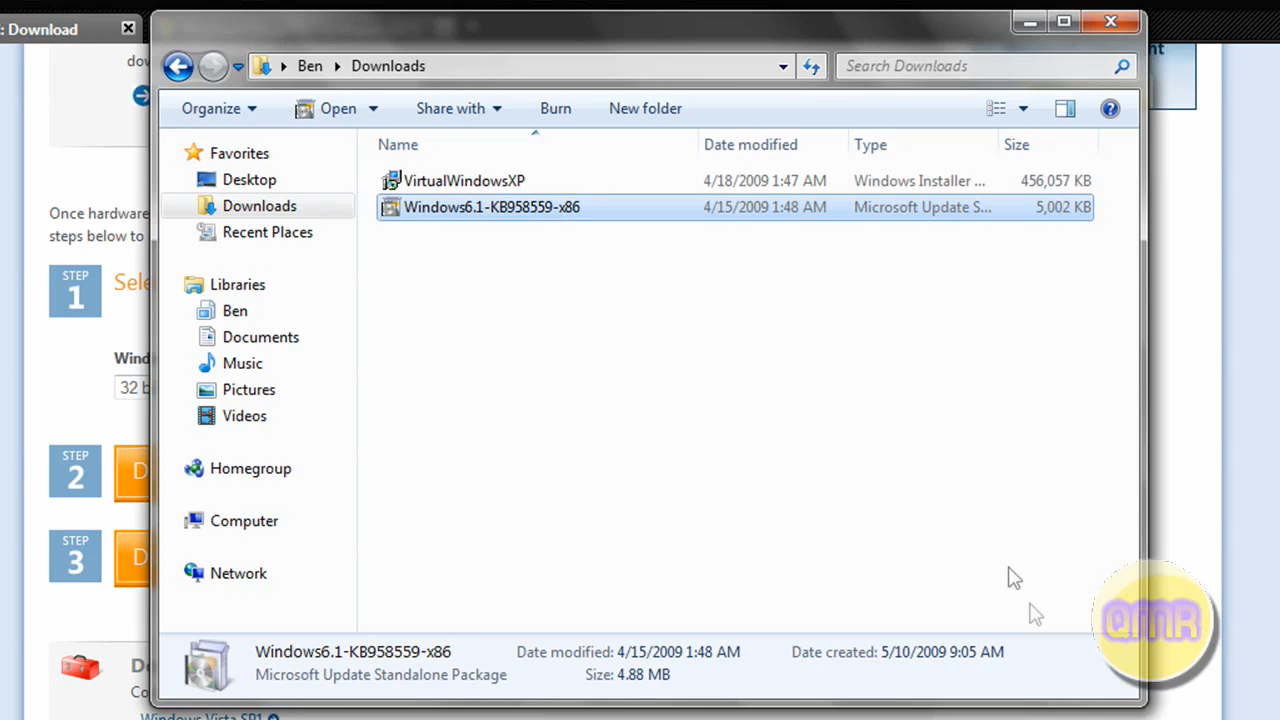 : Download
dow
nt
Ben Downloads
Search Downloads
Organize Open Share with Burn New folder
Favorites
Desktop
Downloads
Recent Places
Libraries
Ben
Documents
Music
Pictures
Videos
Homegroup
Computer
Network
Name Date modified Type Size
VirtualWindowsXP 4/18/2009 1:47 AM Windows Installer ... 456,057 KB
Windows6.1-KB958559-x86 4/15/2009 1:48 AM Microsoft Update S... 5,002 KB
Once hardware
steps below to
STEP
1
Sele
Wind
32 b
STEP
2
D
STEP
3
D
Do
Co
Windows Vista SP1
Windows6.1-KB958559-x86 Date modified: 4/15/2009 1:48 AM Date created: 5/10/2009 9:05 AM
Microsoft Update Standalone Package Size: 4.88 MB
QMR